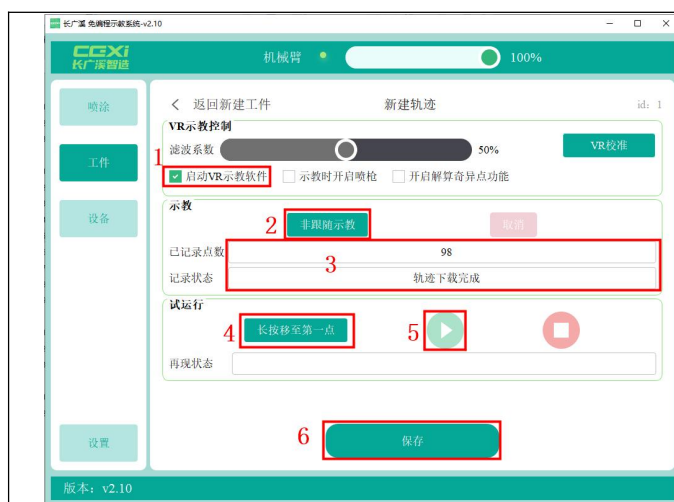 长广溪 免编程示教系统-v2.10
CGXi
长广溪智造
机械臂
100%
喷涂
工件
设备
设置
返回新建工件
新建轨迹
id: 1
VR示教控制
滤波系数
50%
VR校准
1
启动VR示教软件
示教时开启喷枪
开启解算奇异点功能
示教
2
非跟随示教
取消
已记录点数
98
3
记录状态
轨迹下载完成
试运行
4
长按移至第一点
5
再现状态
6
保存
版本: v2.10